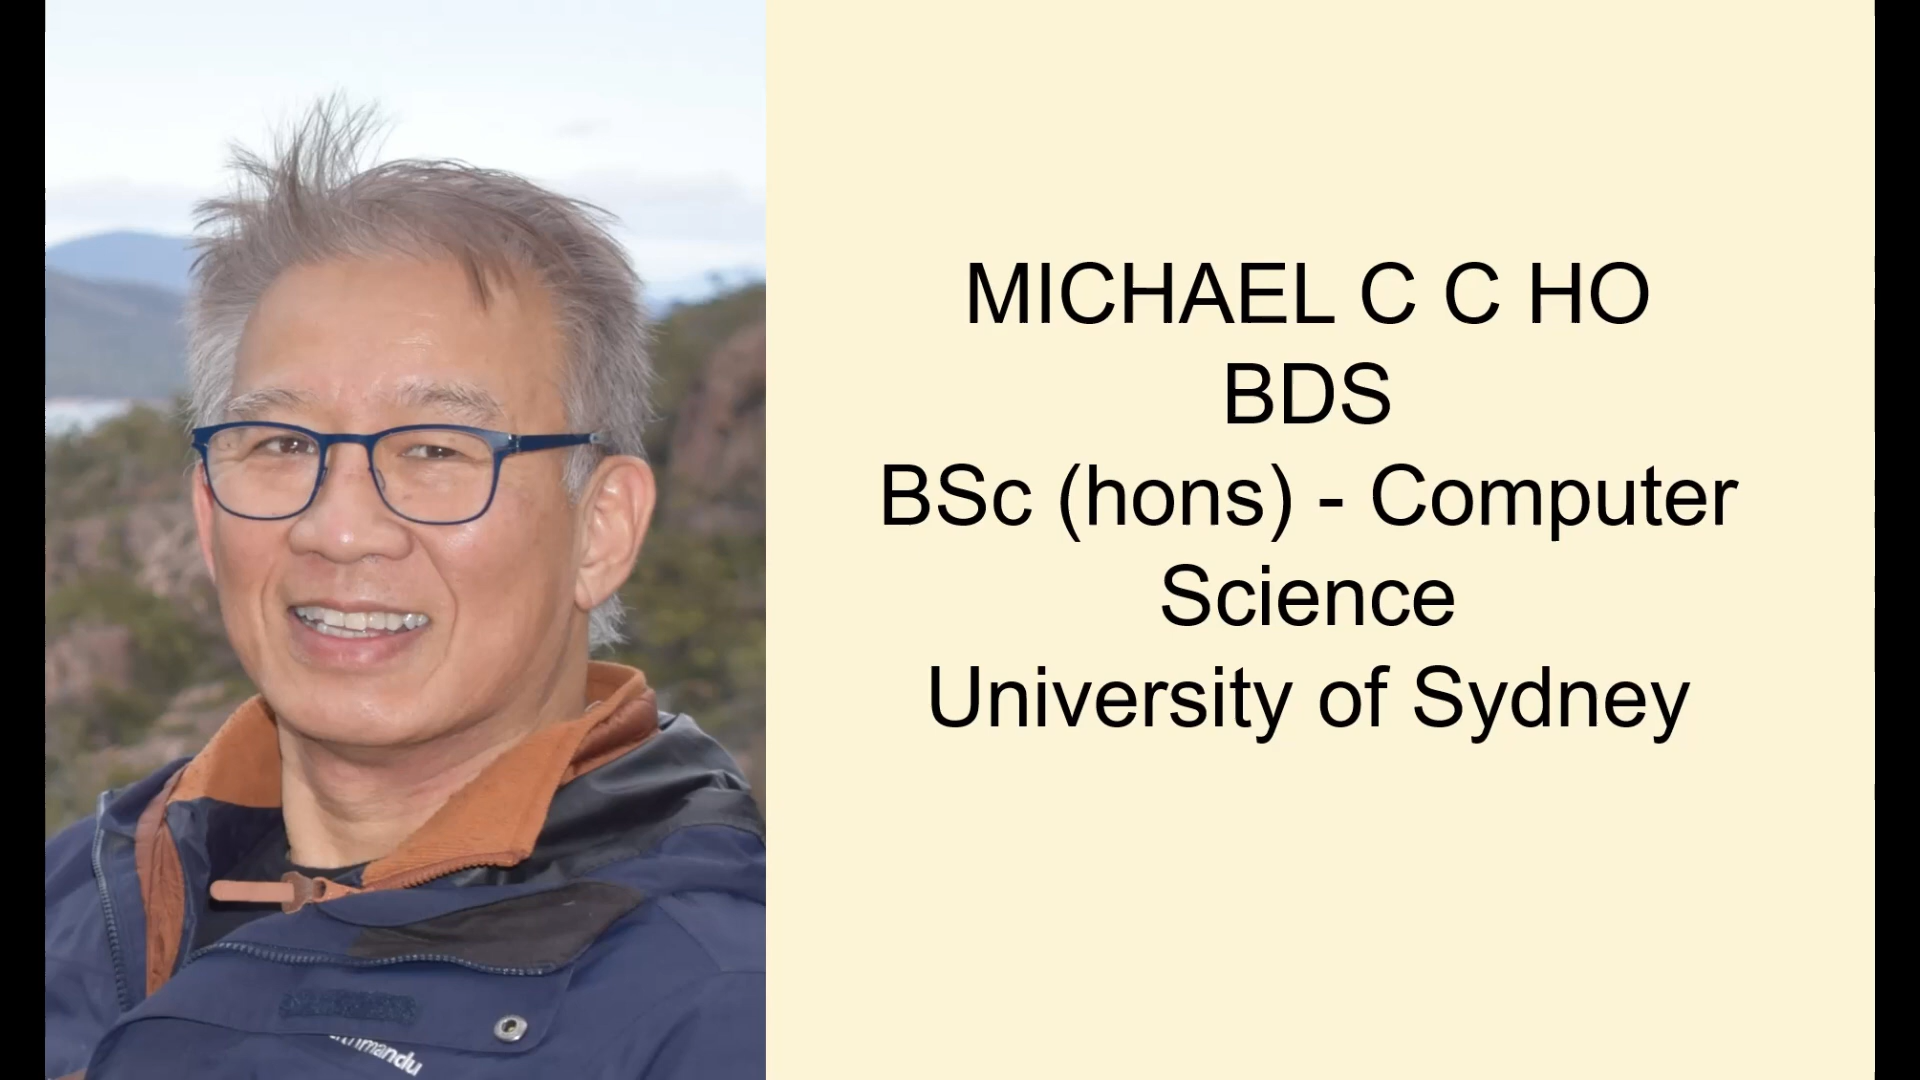 MICHAEL C C HO
BDS
BSc (hons) - Computer
Science
University of Sydney